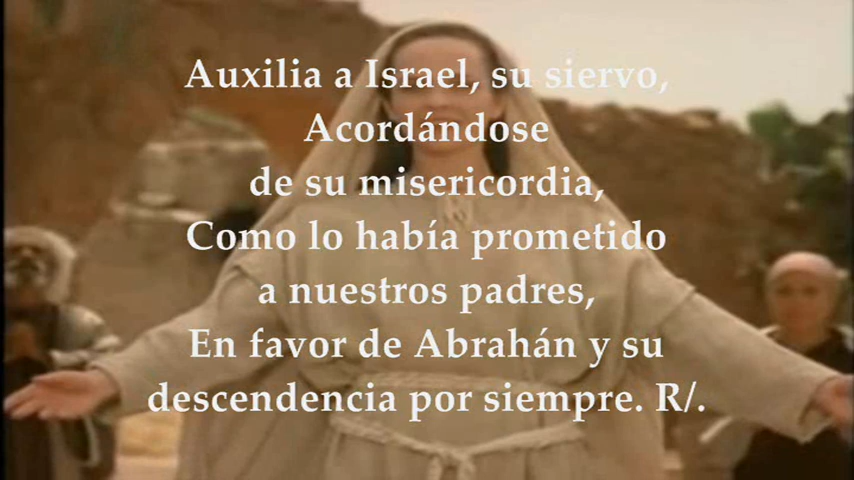 Auxilia a Israel, su siervo,
Acordándose
de su misericordia,
Como lo había prometido
a nuestros padres,
En favor de Abrahán y su
descendencia por siempre. R/.